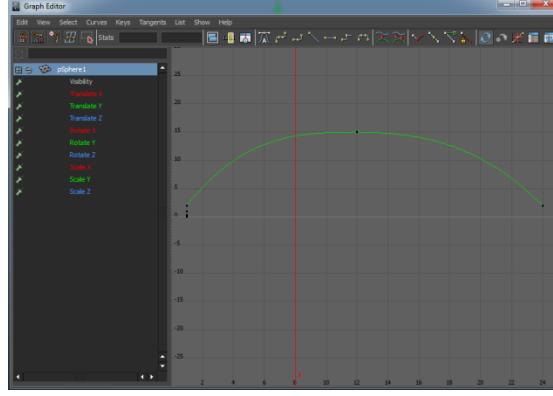 Graph Editor
Edit View Select Curves Keys Tangents List Show Help
Stats
pSphere1
Visibility
Translate X
Translate Y
Translate Z
Rotate X
Rotate Y
Rotate Z
Scale X
Scale Y
Scale Z
25
20
15
10
5
0
-5
-10
-15
-20
-25
2 4 6 8 10 12 14 16 18 20 22 24